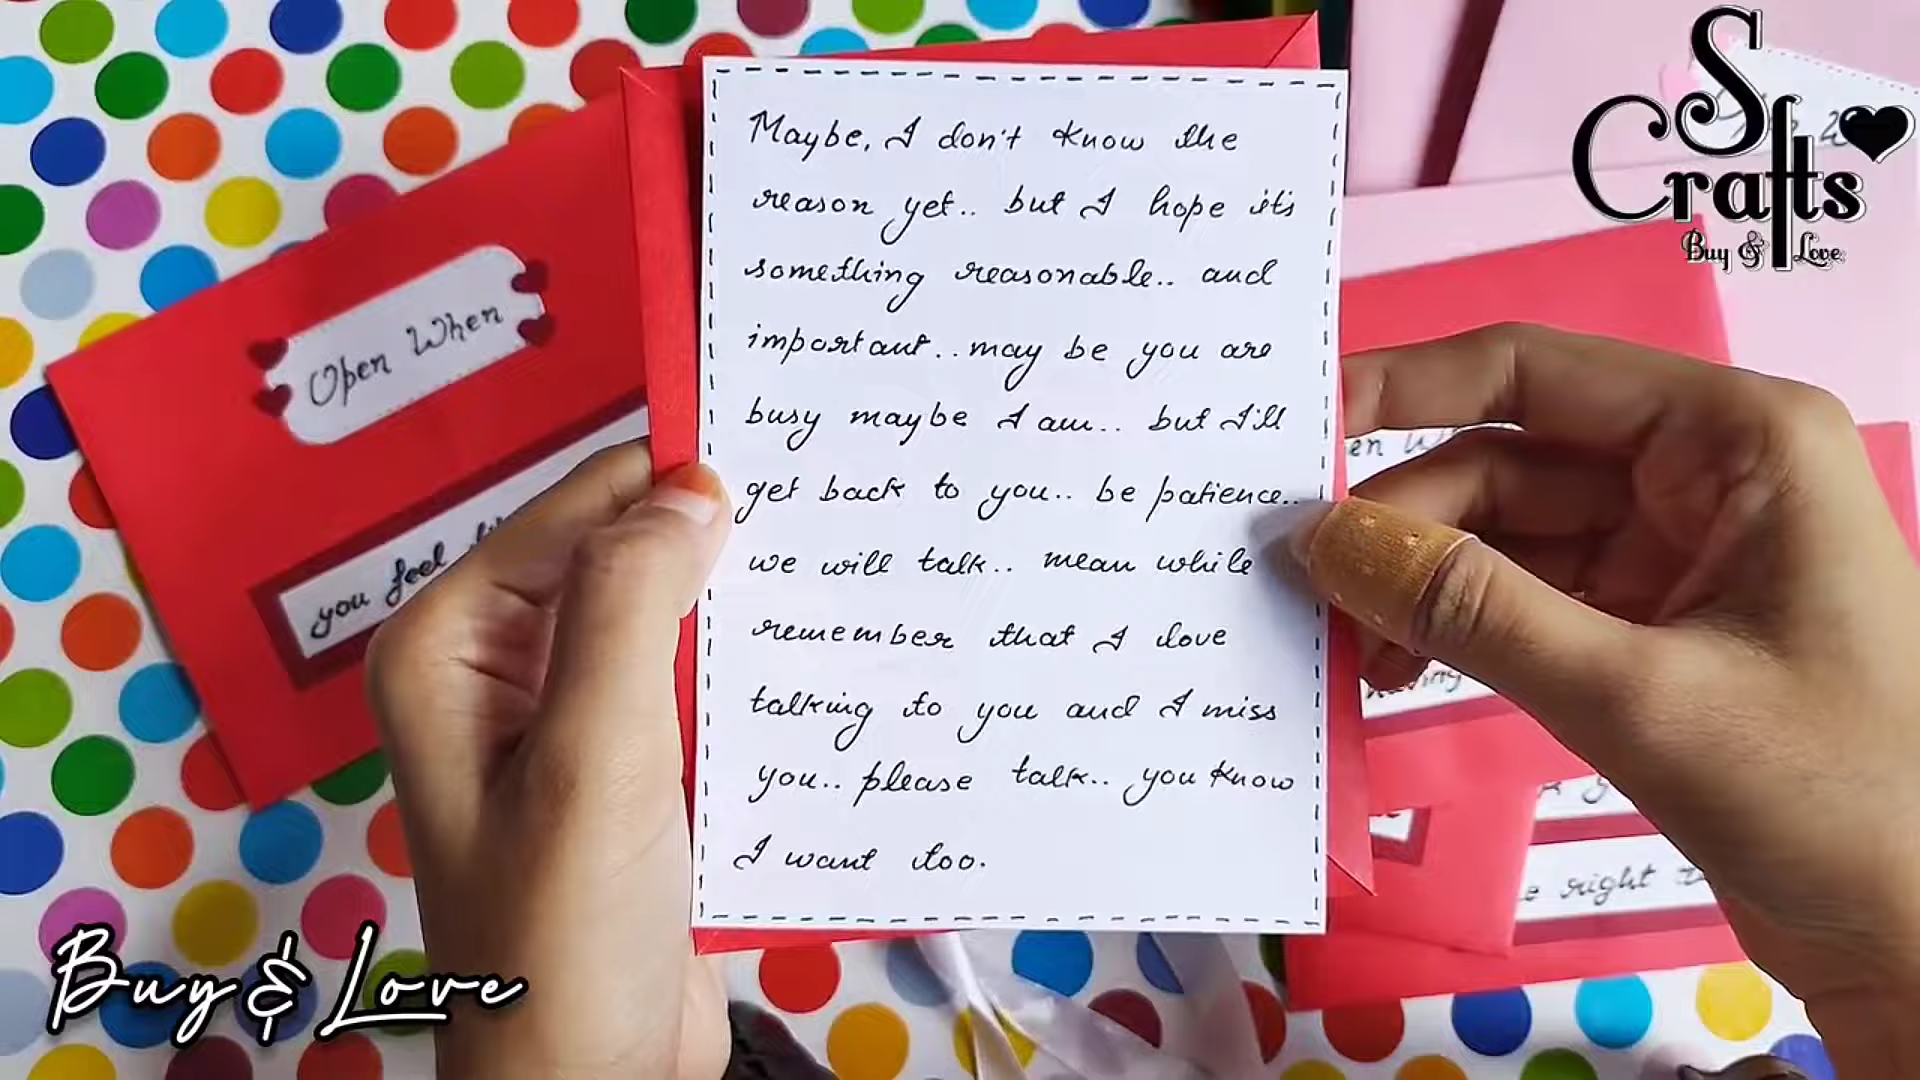 Maybe, I don't know the
reason yet.. but I hope its
something reasonable.. and
important.. may be you are
busy maybe I am.. but I'll
get back to you.. be patience..
we will talk.. mean while
remember that I love
talking to you and I miss
you.. please talk.. you know
I want too.
Open When
you feel
S
Crafts
Buy & Love
e right
Buy & Love